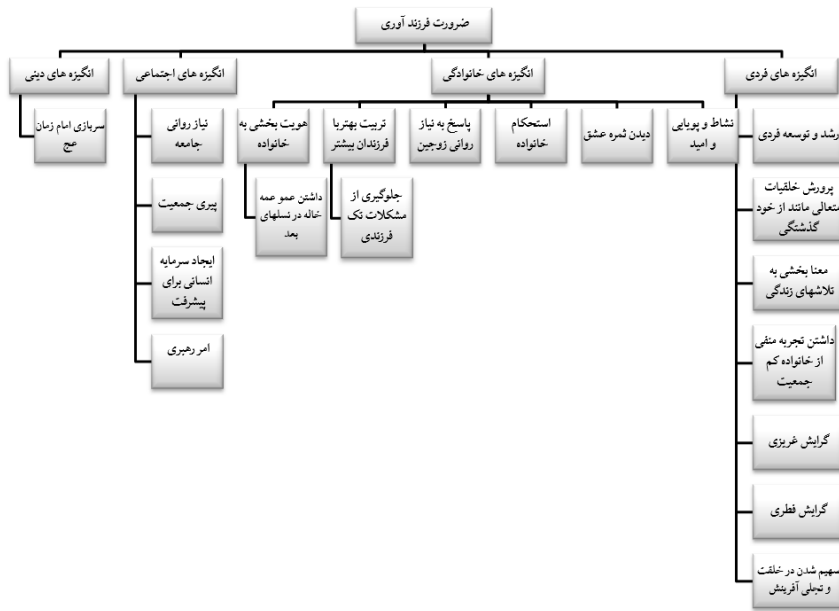 ضرورت فرزند آوری
انگیزه های فردی
رشد و توسعه فردی
پرورش خلقیات
متعالی مانند از خود
گذشتگی
معنا بخشی به
تلاشهای زندگی
داشتن تجربه منفی
از خانواده کم
جمعیت
گرایش غریزی
گرایش فطری
سهیم شدن در خلقت
و تجلی آفرینش
انگیزه های خانوادگی
نشاط و پویایی
و امید
دیدن ثمره عشق
استحکام
خانواده
پاسخ به نیاز
روانی زوجین
تربیت بهتر با
فرزندان بیشتر
جلوگیری از
مشکلات تک
فرزندی
هویت بخشی به
خانواده
داشتن عمو عمه
خاله در نسلهای
بعد
انگیزه های اجتماعی
نیاز روانی
جامعه
پیری جمعیت
ایجاد سرمایه
انسانی برای
پیشرفت
امر رهبری
انگیزه های دینی
سربازی امام زمان
عج